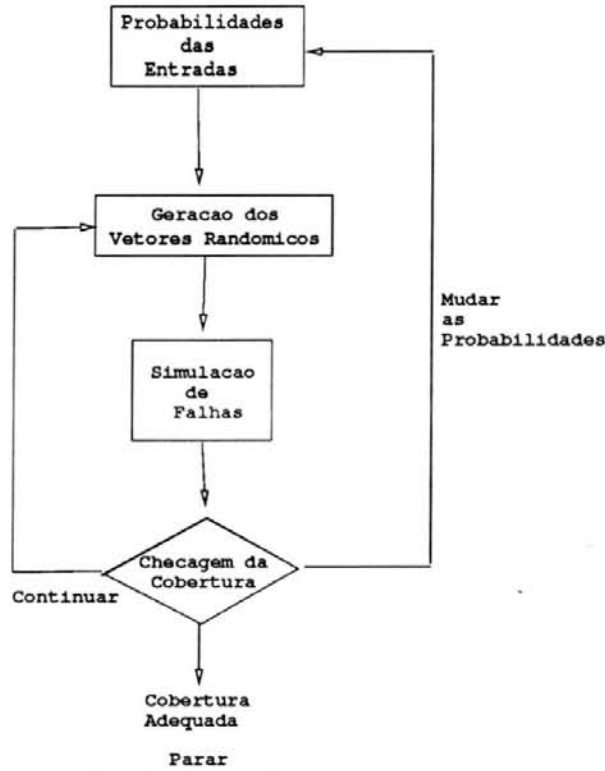 Probabilidades
das
Entradas
Geracao dos
Vetores Randomicos
Mudar
as
Probabilidades
Simulacao
de
Falhas
Checagem da
Cobertura
Continuar
Cobertura
Adequada
Parar